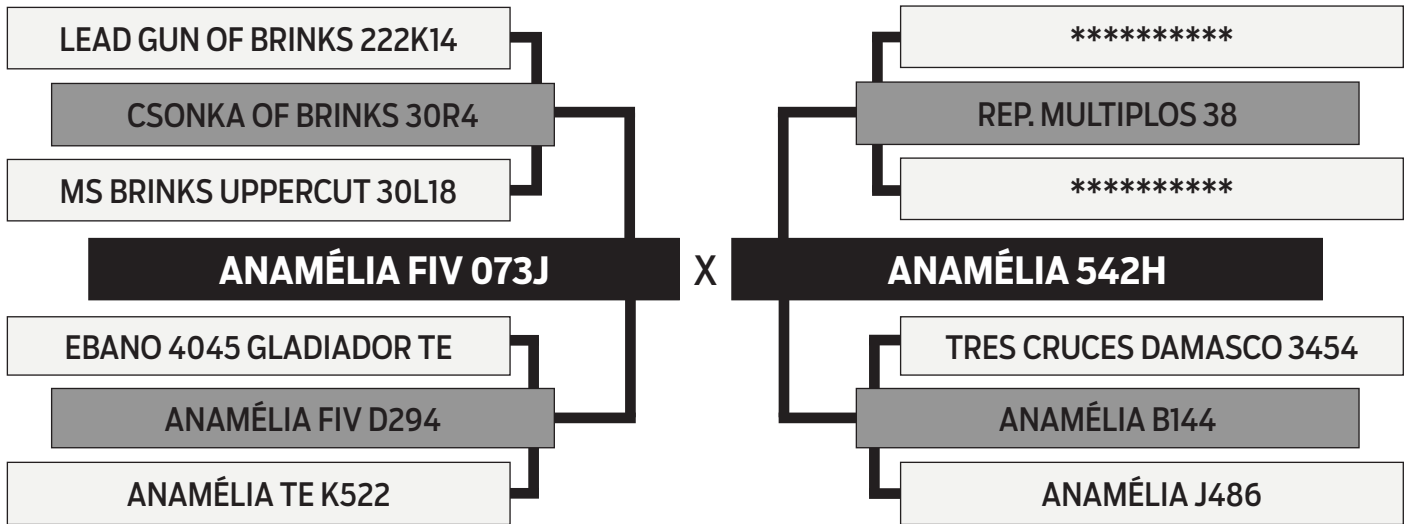 LEAD GUN OF BRINKS 222K14
CSONKA OF BRINKS 30R4
MS BRINKS UPPERCUT 30L18
ANAMÉLIA FIV 073J
EBANO 4045 GLADIADOR TE
ANAMÉLIA FIV D294
ANAMÉLIA TE K522
X
**********
REP. MULTIPLOS 38
**********
ANAMÉLIA 542H
TRES CRUCES DAMASCO 3454
ANAMÉLIA B144
ANAMÉLIA J486